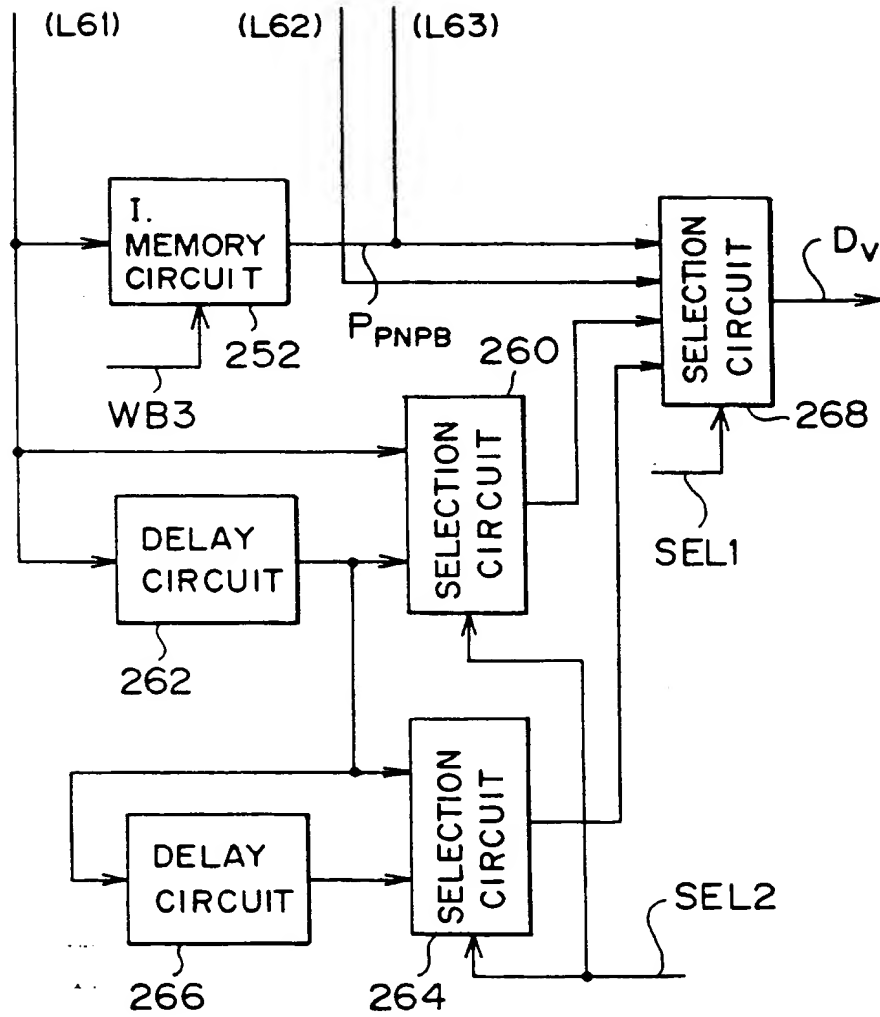 (L61)
(L62)
(L63)
I.
MEMORY
CIRCUIT
252
WB3
PPNPB
SELECTION
CIRCUIT
268
DV
SEL1
260
SELECTION
CIRCUIT
DELAY
CIRCUIT
262
SELECTION
CIRCUIT
264
DELAY
CIRCUIT
266
SEL2